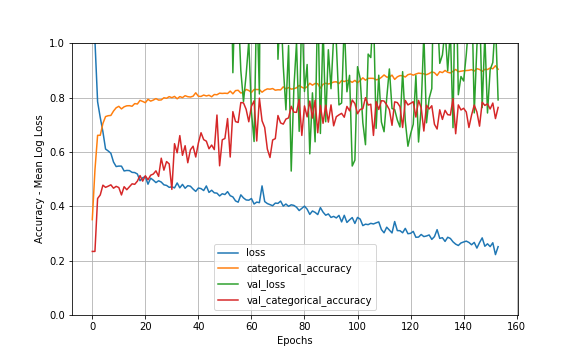 1.0
0.8
0.6
0.4
0.2
0.0
Accuracy - Mean Log Loss
loss
categorical_accuracy
val_loss
val_categorical_accuracy
0 20 40 60 80 100 120 140 160
Epochs